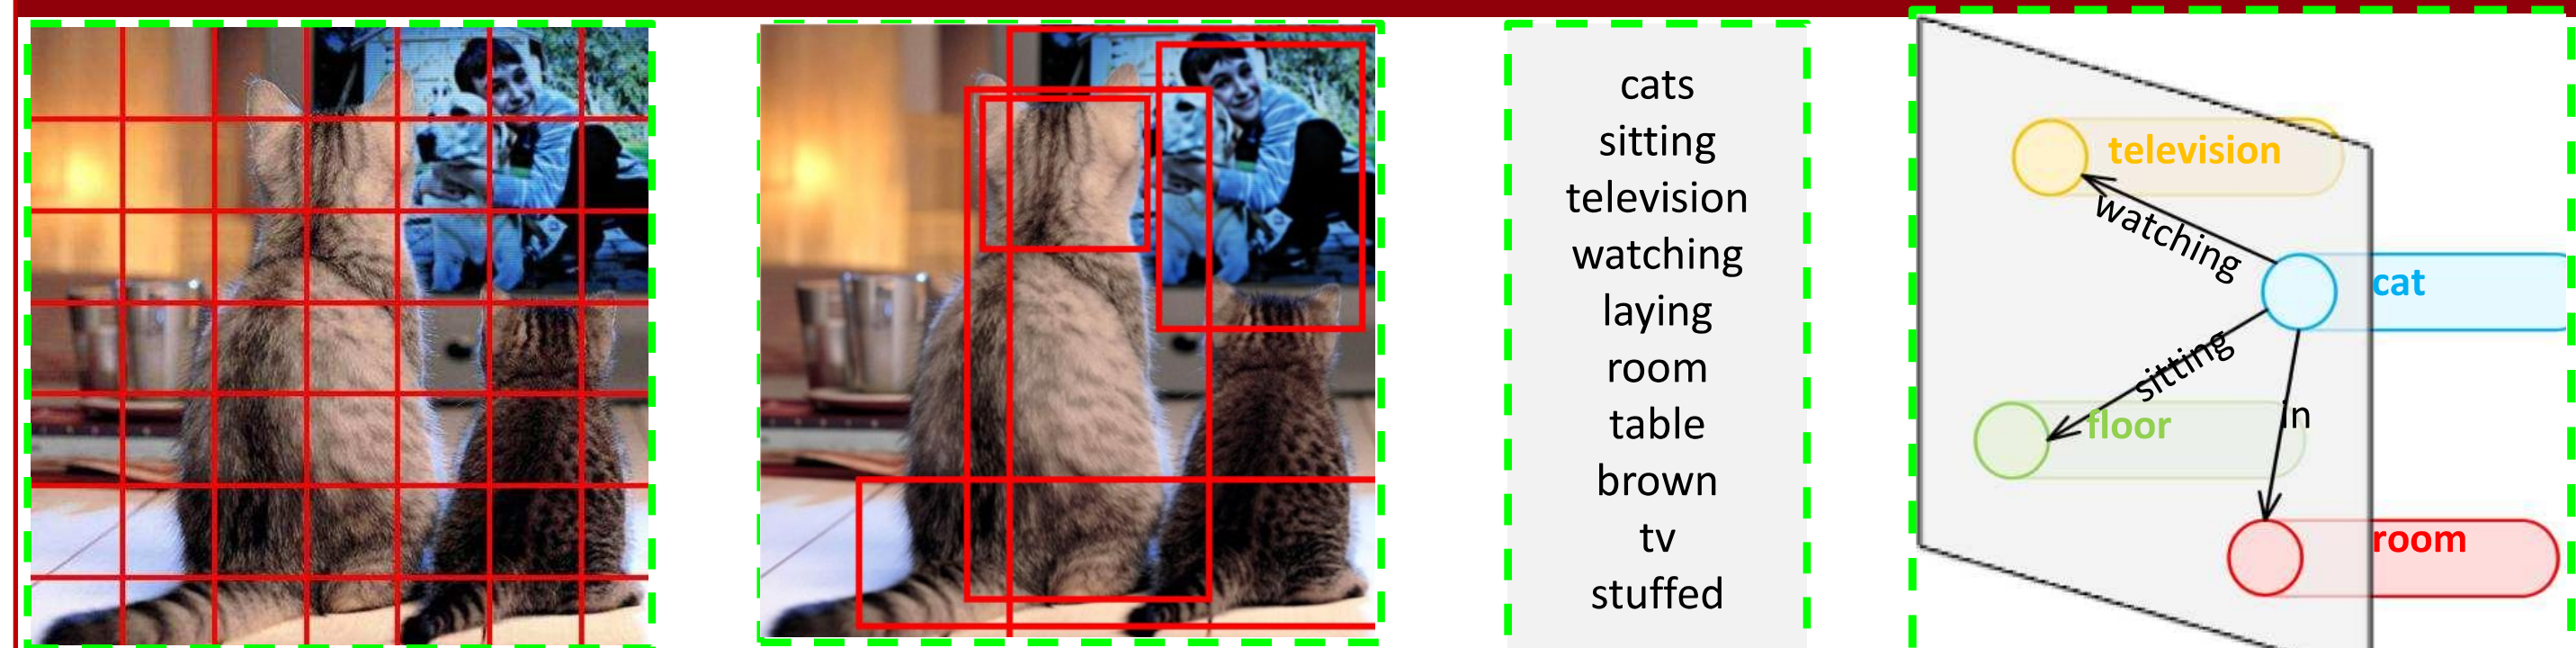 cats
sitting
television
watching
laying
room
table
brown
tv
stuffed
television
watching
cat
sitting
floor
in
room